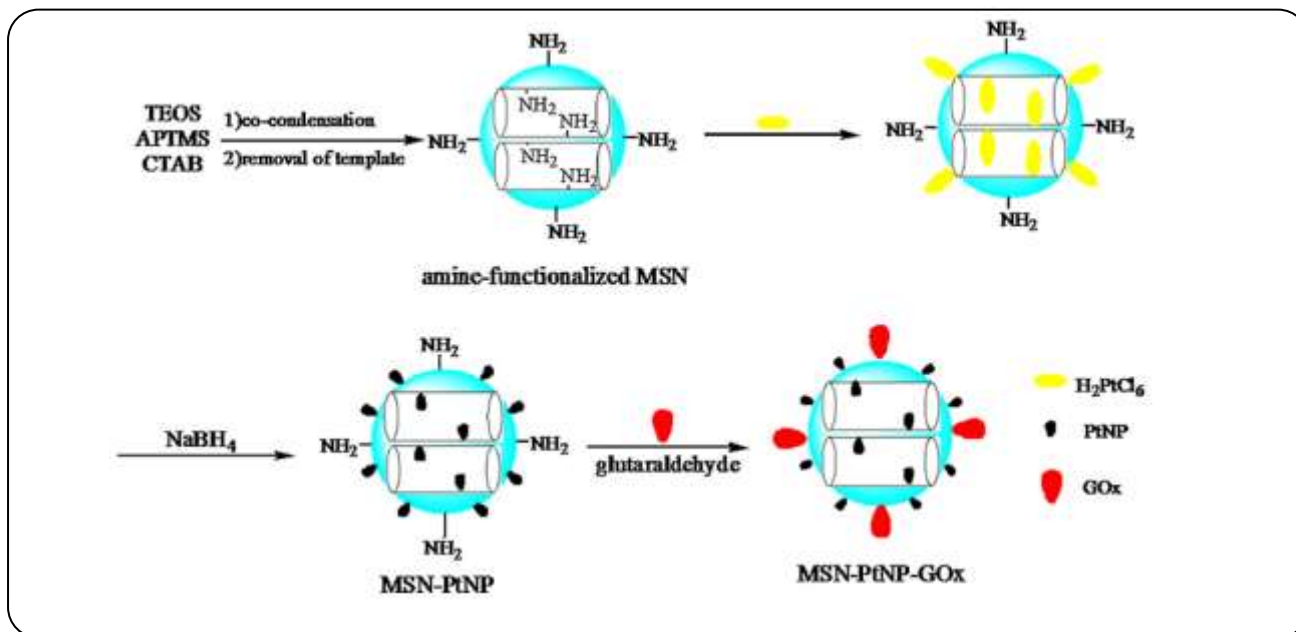 NH₂
TEOS
APTMS
CTAB
1)co-condensation
2)removal of template
NH₂
NH₂
NH₂
NH₂
NH₂
NH₂
NH₂
amine-functionalized MSN
NH₂
NH₂
NH₂
NH₂
NaBH₄
NH₂
NH₂
NH₂
NH₂
MSN-PtNP
glutaraldehyde
MSN-PtNP-GOx
H₂PtCl₆
PtNP
GOx